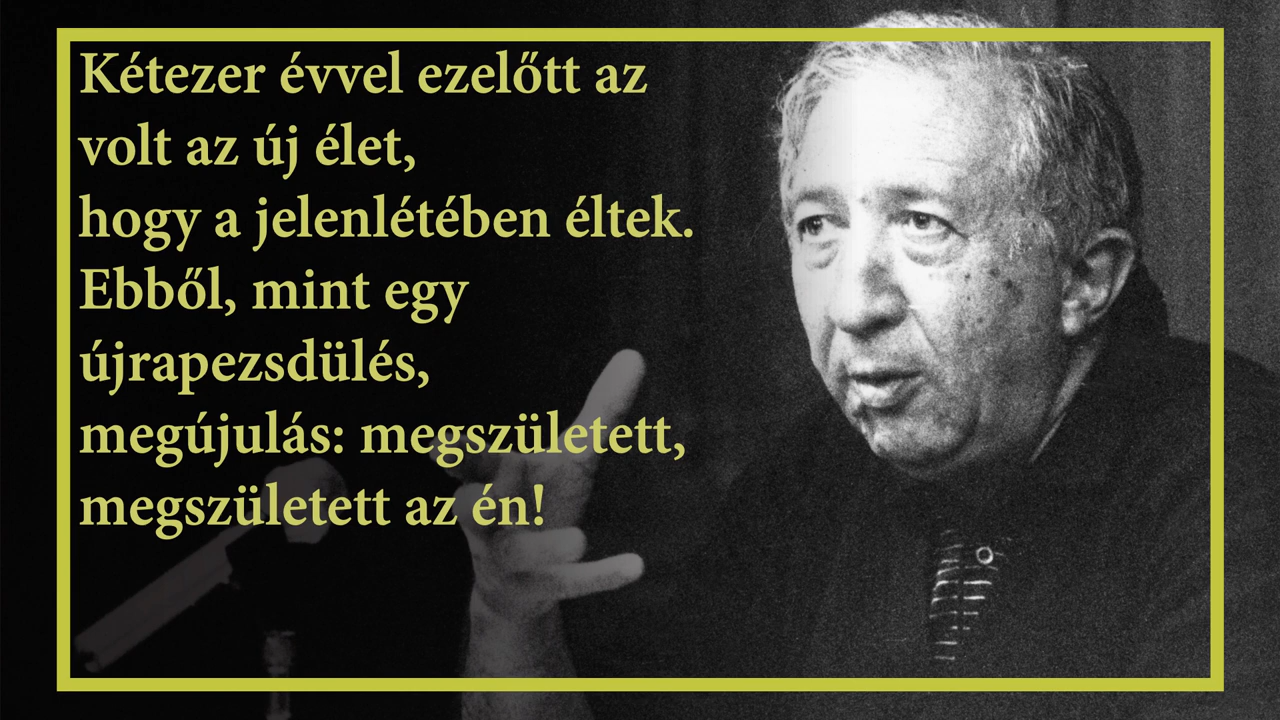 Kétezer évvel ezelőtt az
volt az új élet,
hogy a jelenlétében éltek.
Ebből, mint egy
újrapezsdülés,
megújulás: megszületett,
megszületett az én!